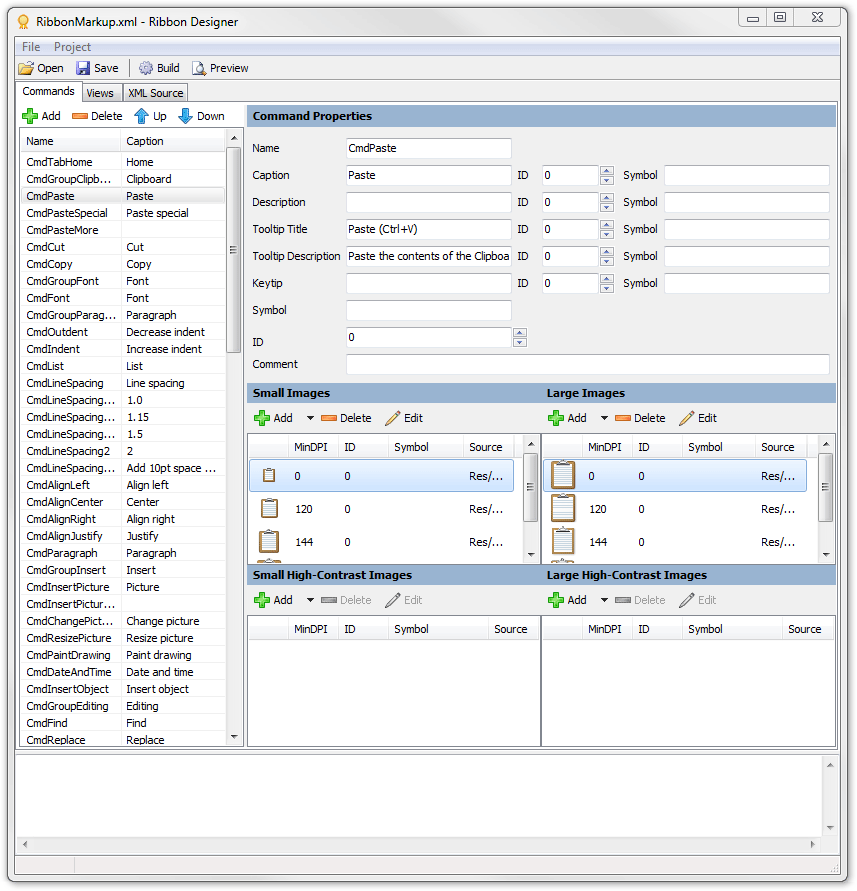 RibbonMarkup.xml - Ribbon Designer
File Project
Open Save Build Preview
Commands Views XML Source
Add Delete Up Down
Name Caption
CmdTabHome Home
CmdGroupClipb... Clipboard
CmdPaste Paste
CmdPasteSpecial Paste special
CmdPasteMore
CmdCut Cut
CmdCopy Copy
CmdGroupFont Font
CmdFont Font
CmdGroupParag... Paragraph
CmdOutdent Decrease indent
CmdIndent Increase indent
CmdList List
CmdLineSpacing Line spacing
CmdLineSpacing... 1.0
CmdLineSpacing... 1.15
CmdLineSpacing... 1.5
CmdLineSpacing2 2
CmdLineSpacing... Add 10pt space ...
CmdAlignLeft Align left
CmdAlignCenter Center
CmdAlignRight Align right
CmdAlignJustify Justify
CmdParagraph Paragraph
CmdGroupInsert Insert
CmdInsertPicture Picture
CmdInsertPictur...
CmdChangePict... Change picture
CmdResizePicture Resize picture
CmdPaintDrawing Paint drawing
CmdDateAndTime Date and time
CmdInsertObject Insert object
CmdGroupEditing Editing
CmdFind Find
CmdReplace Replace
Command Properties
Name CmdPaste
Caption Paste ID 0 Symbol
Description ID 0 Symbol
Tooltip Title Paste (Ctrl+V) ID 0 Symbol
Tooltip Description Paste the contents of the Clipboa ID 0 Symbol
Keytip ID 0 Symbol
Symbol
ID 0
Comment
Small Images
Add Delete Edit
MinDPI ID Symbol Source
0 0 Res/...
120 0 Res/...
144 0 Res/...
Large Images
Add Delete Edit
MinDPI ID Symbol Source
0 0 Res/...
120 0 Res/...
144 0 Res/...
Small High-Contrast Images
Add Delete Edit
MinDPI ID Symbol Source
Large High-Contrast Images
Add Delete Edit
MinDPI ID Symbol Source